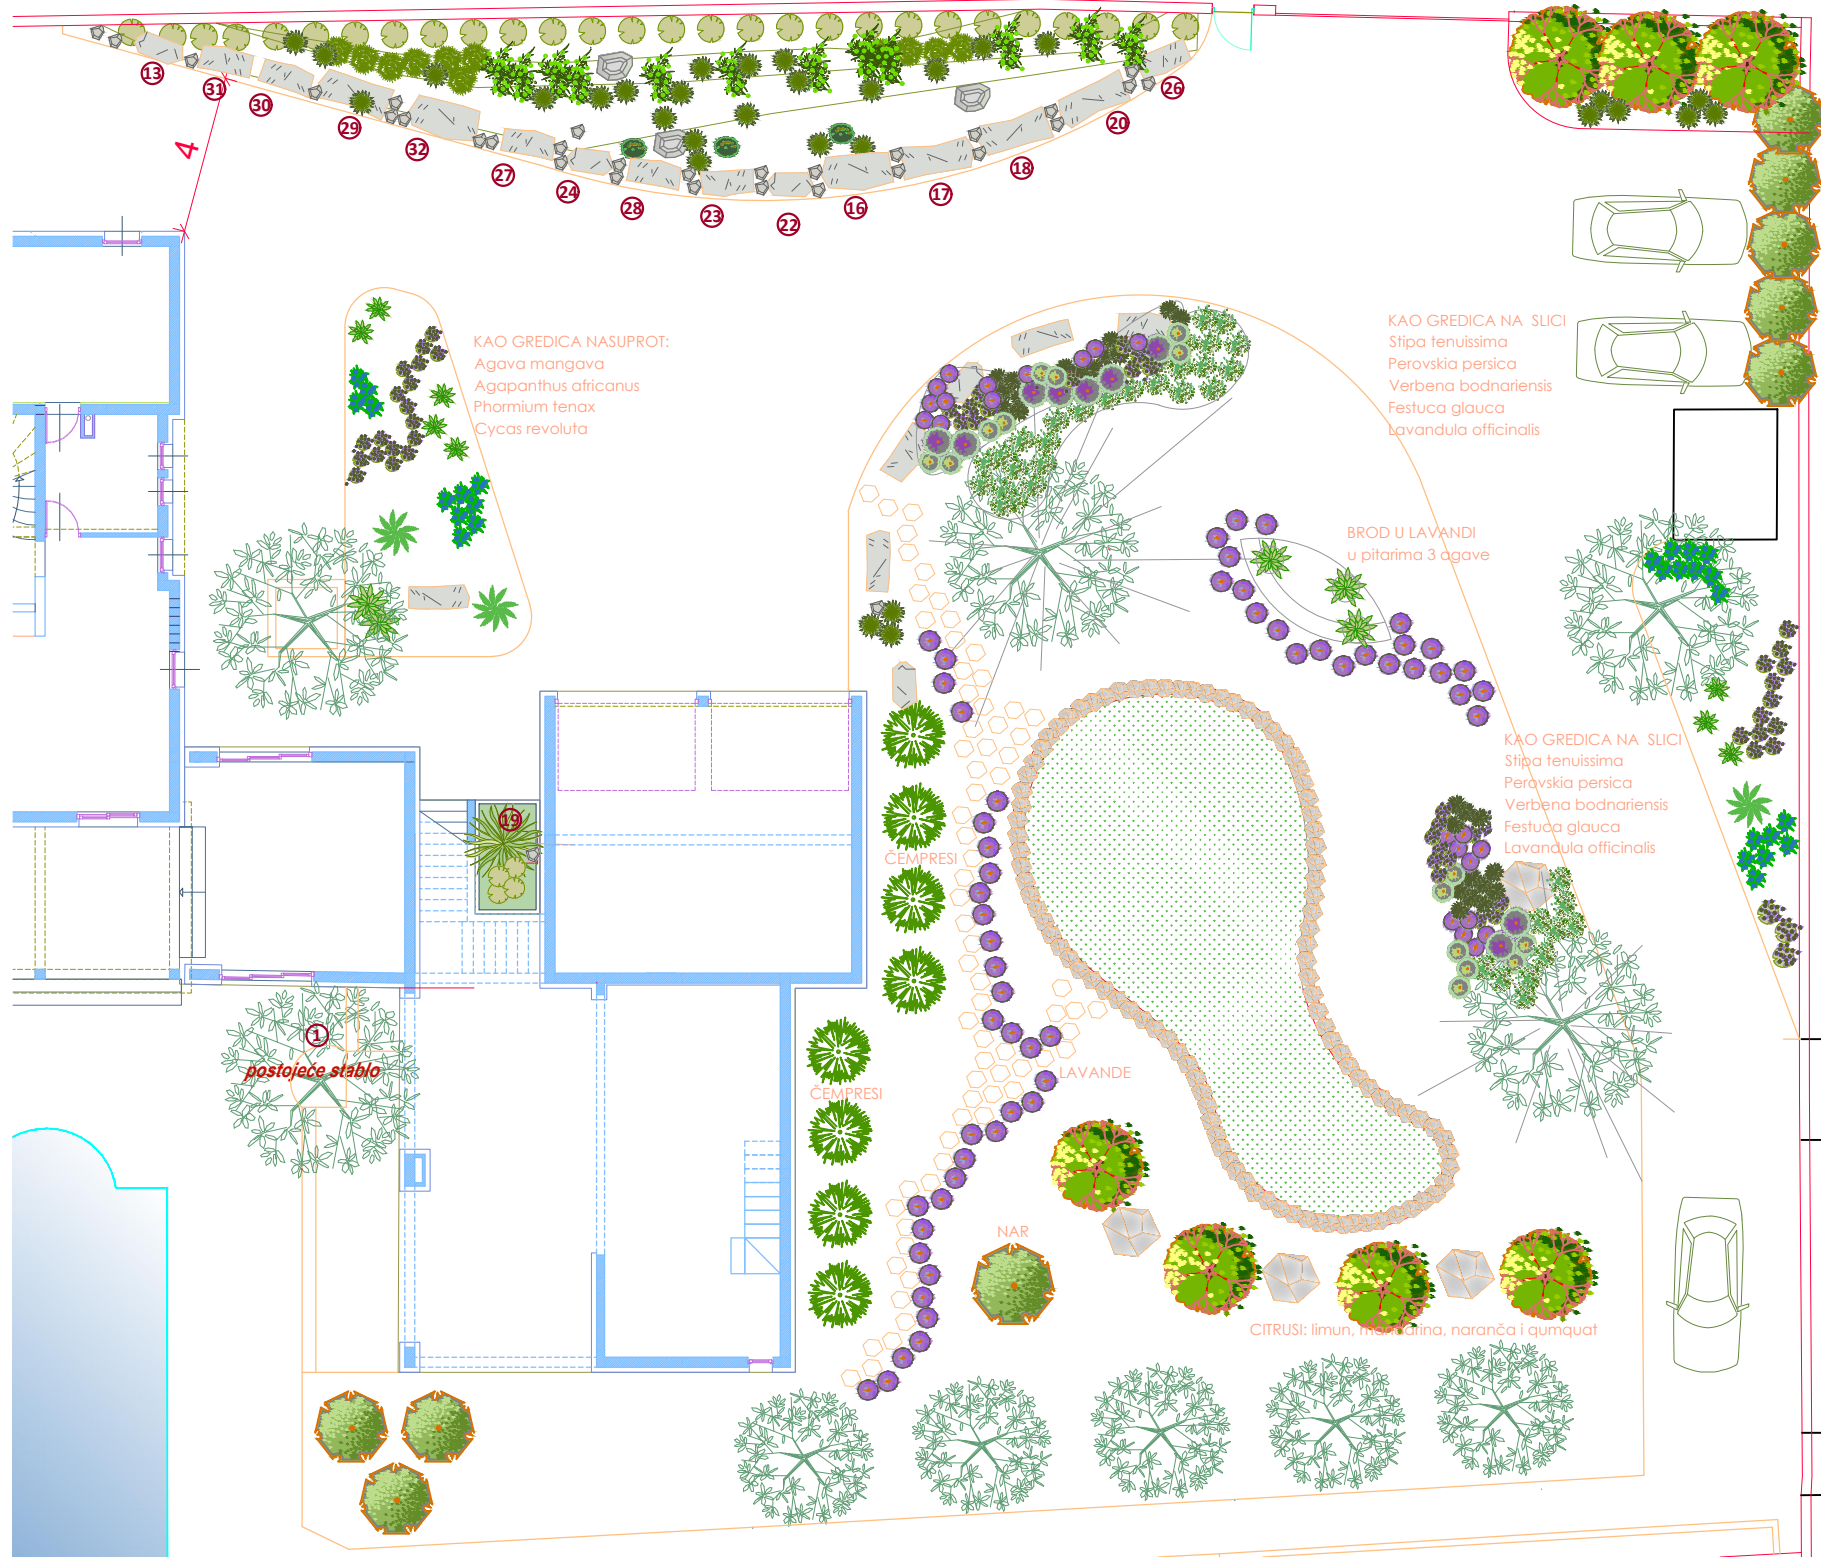 13
31
30
29
32
27
24
28
23
22
16
17
18
20
26
4
KAO GREDICA NASUPROT:
Agava mangava
Agapanthus africanus
Phormium tenax
Cycas revoluta
KAO GREDICA NA SLICI
Stipa tenuissima
Perovskia persica
Verbena bodnariensis
Festuca glauca
Lavandula officinalis
BROD U LAVANDI
u pitarima 3 agave
KAO GREDICA NA SLICI
Stipa tenuissima
Perovskia persica
Verbena bodnariensis
Festuca glauca
Lavandula officinalis
19
ČEMPRESI
1
postojeće stablo
ČEMPRESI
LAVANDE
NAR
CITRUSI: limun, mandarina, naranča i qumquat